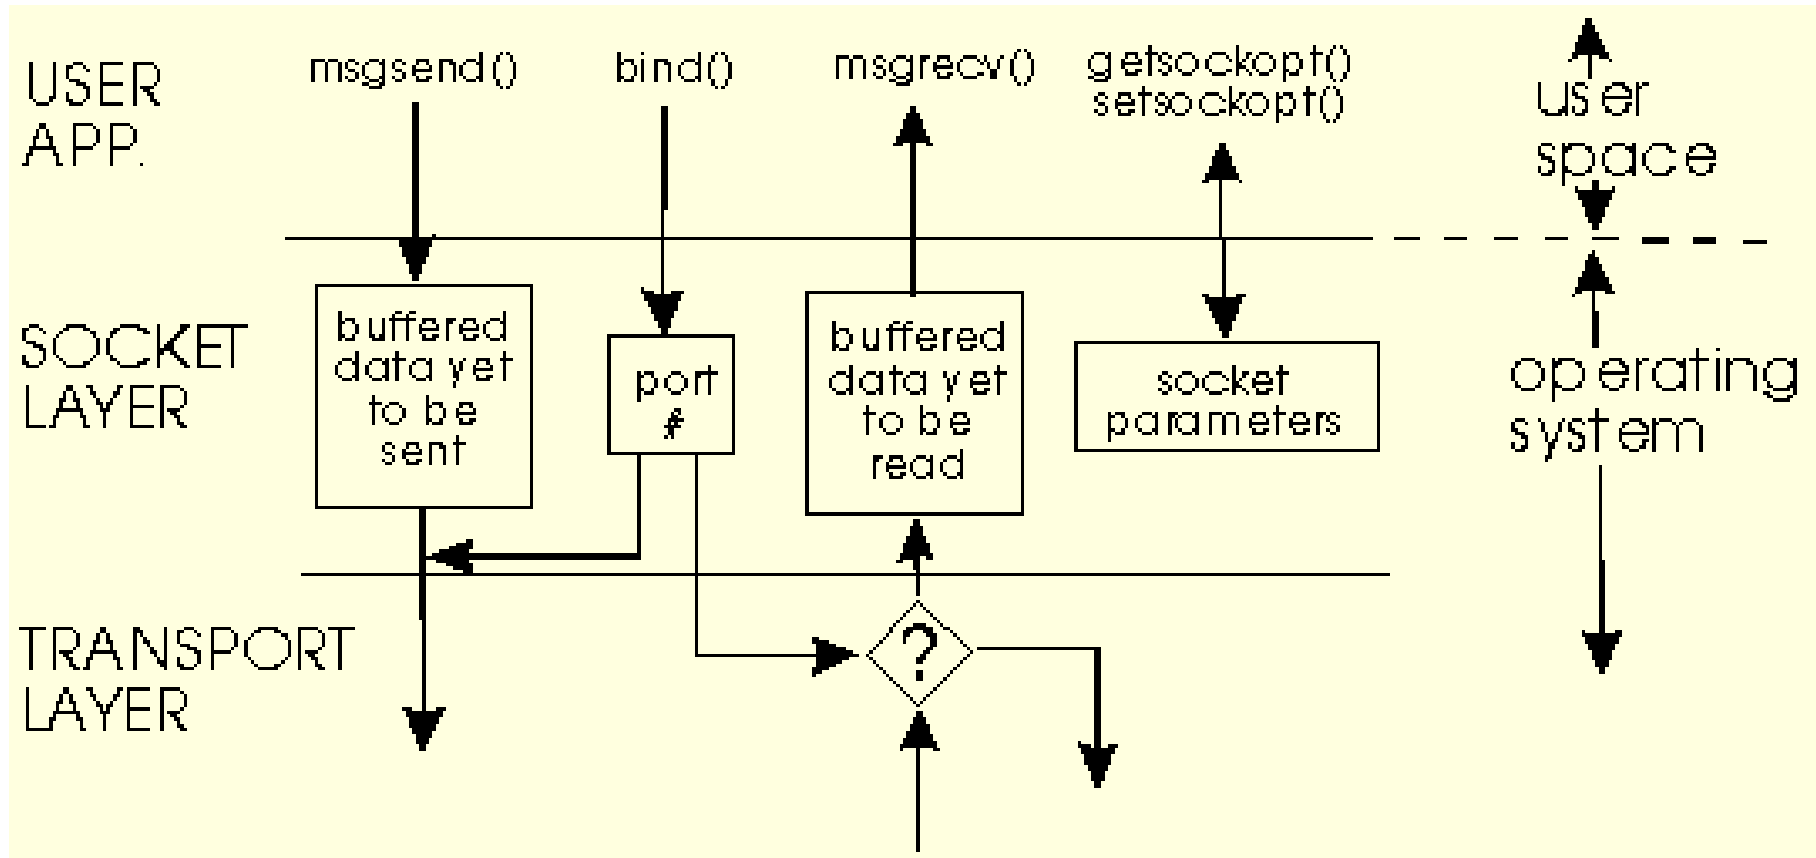 USER
APP.
msgsend()
bind()
msgrecv()
getsockopt()
setsockopt()
user
space
SOCKET
LAYER
buffered
data yet
to be
sent
port
#
buffered
data yet
to be
read
socket
parameters
operating
system
TRANSPORT
LAYER
?